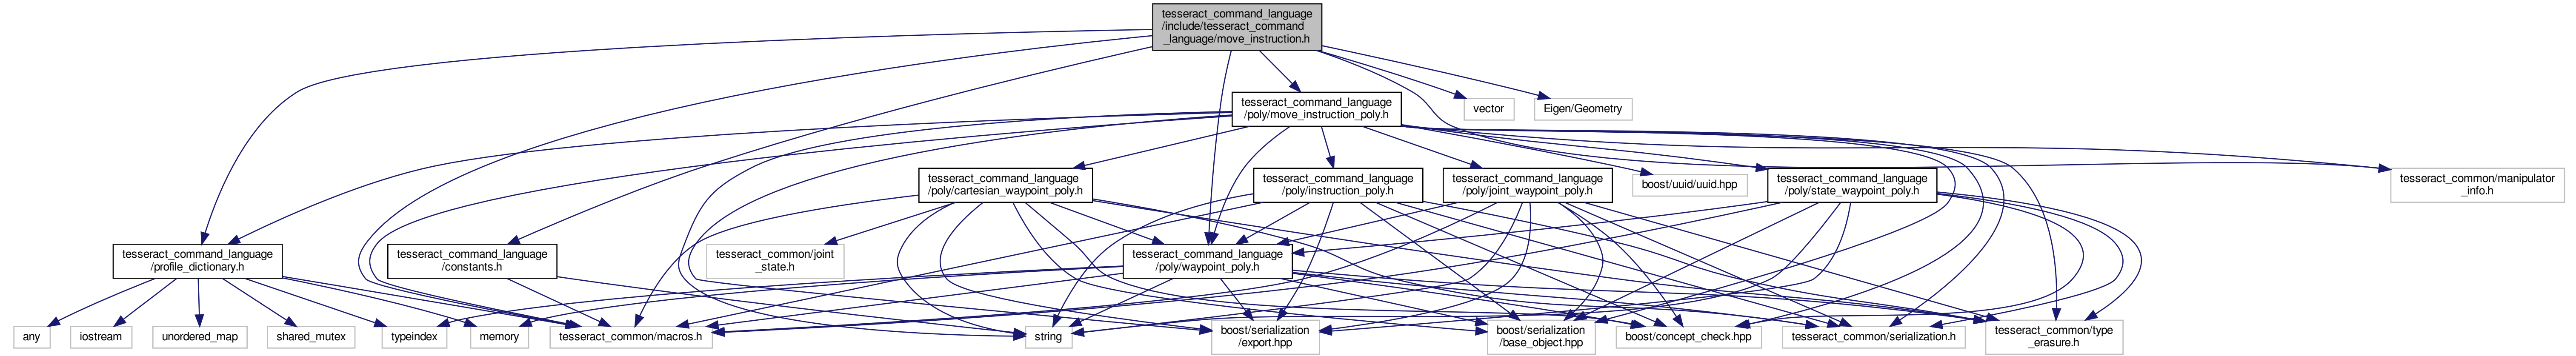 tesseract_command_language
/include/tesseract_command
_language/move_instruction.h
tesseract_command_language
/poly/move_instruction_poly.h
vector
Eigen/Geometry
tesseract_command_language
/poly/cartesian_waypoint_poly.h
tesseract_command_language
/poly/instruction_poly.h
tesseract_command_language
/poly/joint_waypoint_poly.h
boost/uuid/uuid.hpp
tesseract_command_language
/poly/state_waypoint_poly.h
tesseract_common/manipulator
_info.h
tesseract_command_language
/profile_dictionary.h
tesseract_command_language
/constants.h
tesseract_common/joint
_state.h
tesseract_command_language
/poly/waypoint_poly.h
any
iostream
unordered_map
shared_mutex
typeindex
memory
tesseract_common/macros.h
string
boost/serialization
/export.hpp
boost/serialization
/base_object.hpp
boost/concept_check.hpp
tesseract_common/serialization.h
tesseract_common/type
_erasure.h